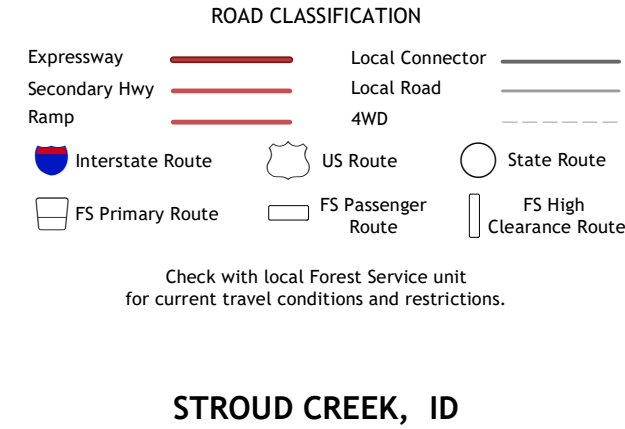 ROAD CLASSIFICATION
Expressway
Local Connector
Secondary Hwy
Local Road
Ramp
4WD
Interstate Route
US Route
State Route
FS Primary Route
FS Passenger
Route
FS High
Clearance Route
Check with local Forest Service unit
for current travel conditions and restrictions.
STROUD CREEK, ID